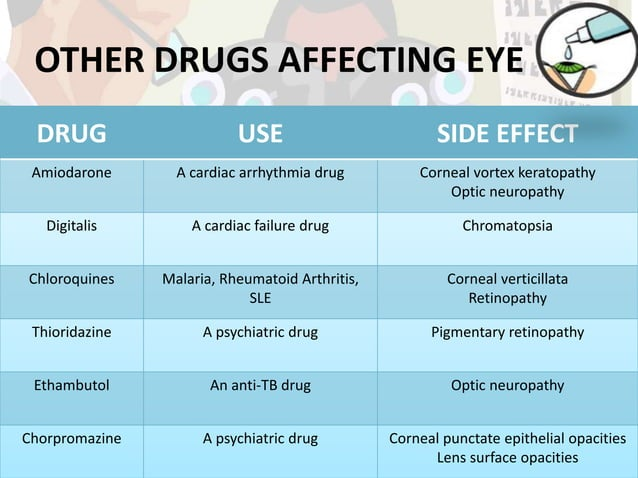 OTHER DRUGS AFFECTING EYE
DRUG USE SIDE EFFECT
Amiodarone A cardiac arrhythmia drug Corneal vortex keratopathy
Optic neuropathy
Digitalis A cardiac failure drug Chromatopsia
Chloroquines Malaria, Rheumatoid Arthritis, Corneal verticillata
SLE Retinopathy
Thioridazine A psychiatric drug Pigmentary retinopathy
Ethambutol An anti-TB drug Optic neuropathy
Chorpromazine A psychiatric drug Corneal punctate epithelial opacities
Lens surface opacities